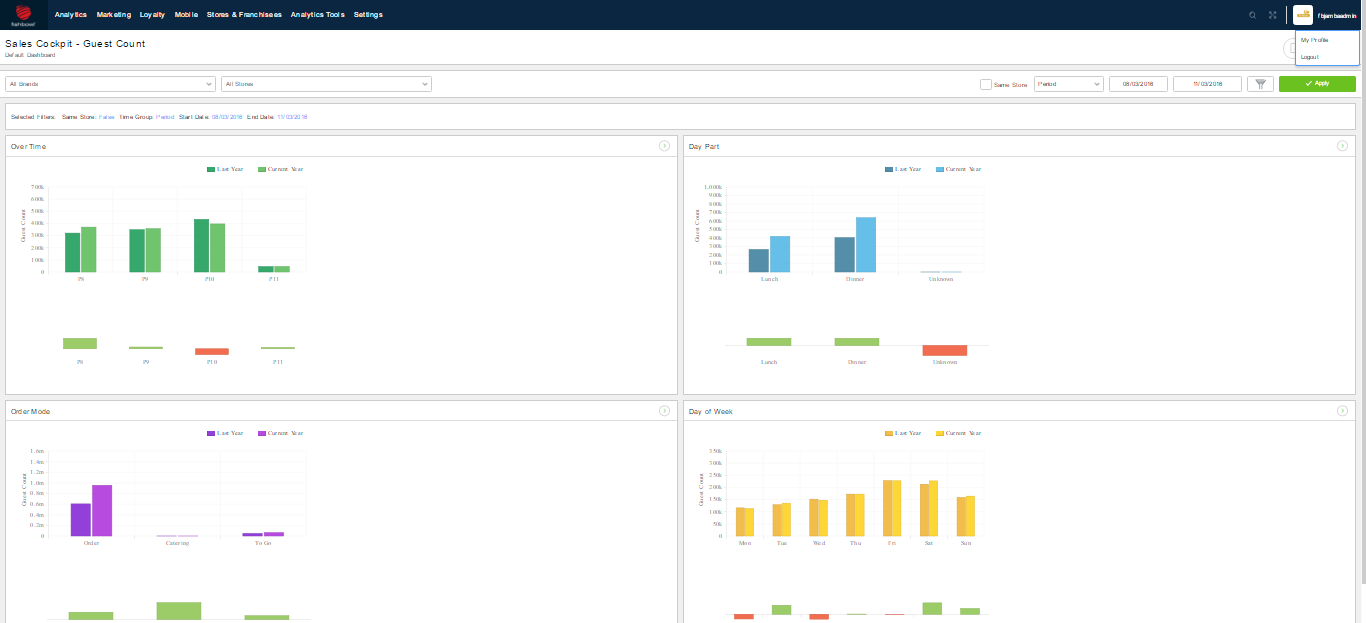 fishbowl
Analytics Marketing Loyalty Mobile Stores & Franchisees Analytics Tools Settings
fbjambaadmin
My Profile
Logout
Sales Cockpit - Guest Count
Default Dashboard
All Brands All Stores Same Store Period 08/03/2016 11/03/2016 Apply
Selected Filters: Same Store: False Time Group: Period Start Date: 08/03/2016 End Date: 11/03/2016
Over Time
Last Year Current Year
Guest Count
700k
600k
500k
400k
300k
200k
100k
0
P8 P9 P10 P11
P8 P9 P10 P11
Day Part
Last Year Current Year
Guest Count
1,000k
900k
800k
700k
600k
500k
400k
300k
200k
100k
0
Lunch Dinner Unknown
Lunch Dinner Unknown
Order Mode
Last Year Current Year
Guest Count
1.6m
1.4m
1.2m
1.0m
0.8m
0.6m
0.4m
0.2m
0
Order Catering To Go
Day of Week
Last Year Current Year
Guest Count
350k
300k
250k
200k
150k
100k
50k
0
Mon Tue Wed Thu Fri Sat Sun